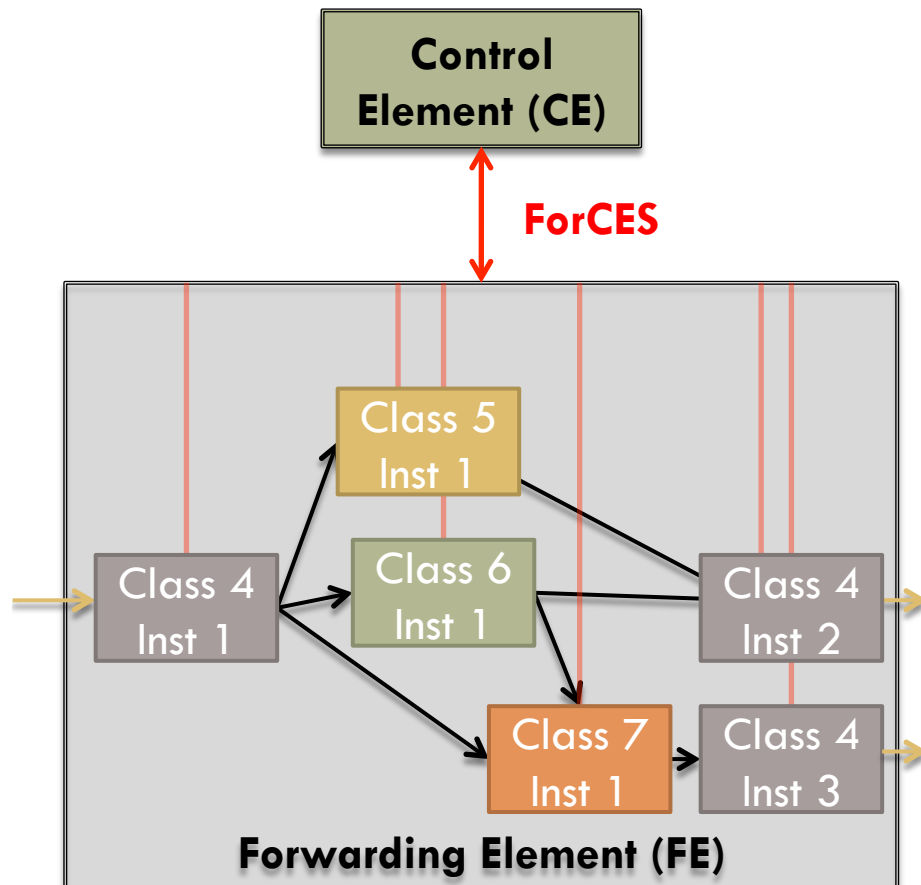 Control
Element (CE)
ForCES
Class 5
Inst 1
Class 4
Inst 1
Class 6
Inst 1
Class 4
Inst 2
Class 7
Inst 1
Class 4
Inst 3
Forwarding Element (FE)